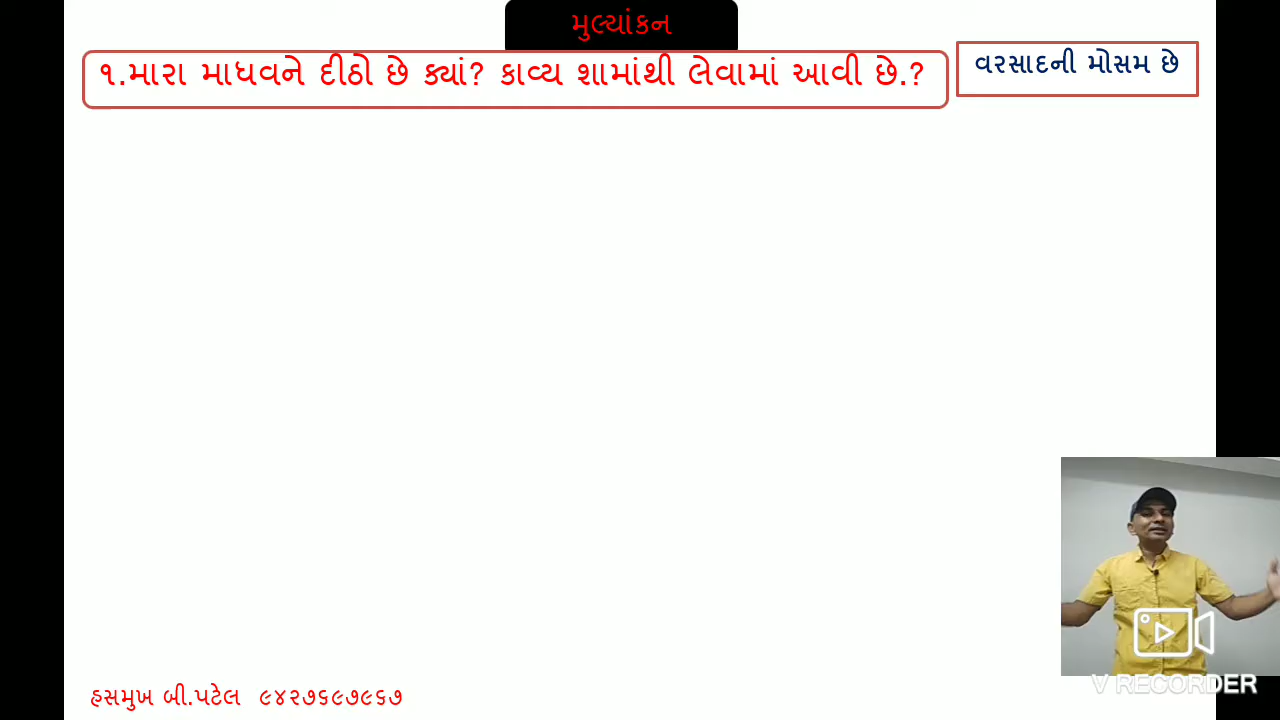 મુલ્યાંકન
૧.મારા માધવને દીઠો છે ક્યાં? કાવ્ય શામાંથી લેવામાં આવી છે.?
વરસાદની મોસમ છે
V RECORDER
હસમુખ બી.પટેલ ૯૪૨૭૬૯૭૯૬૭